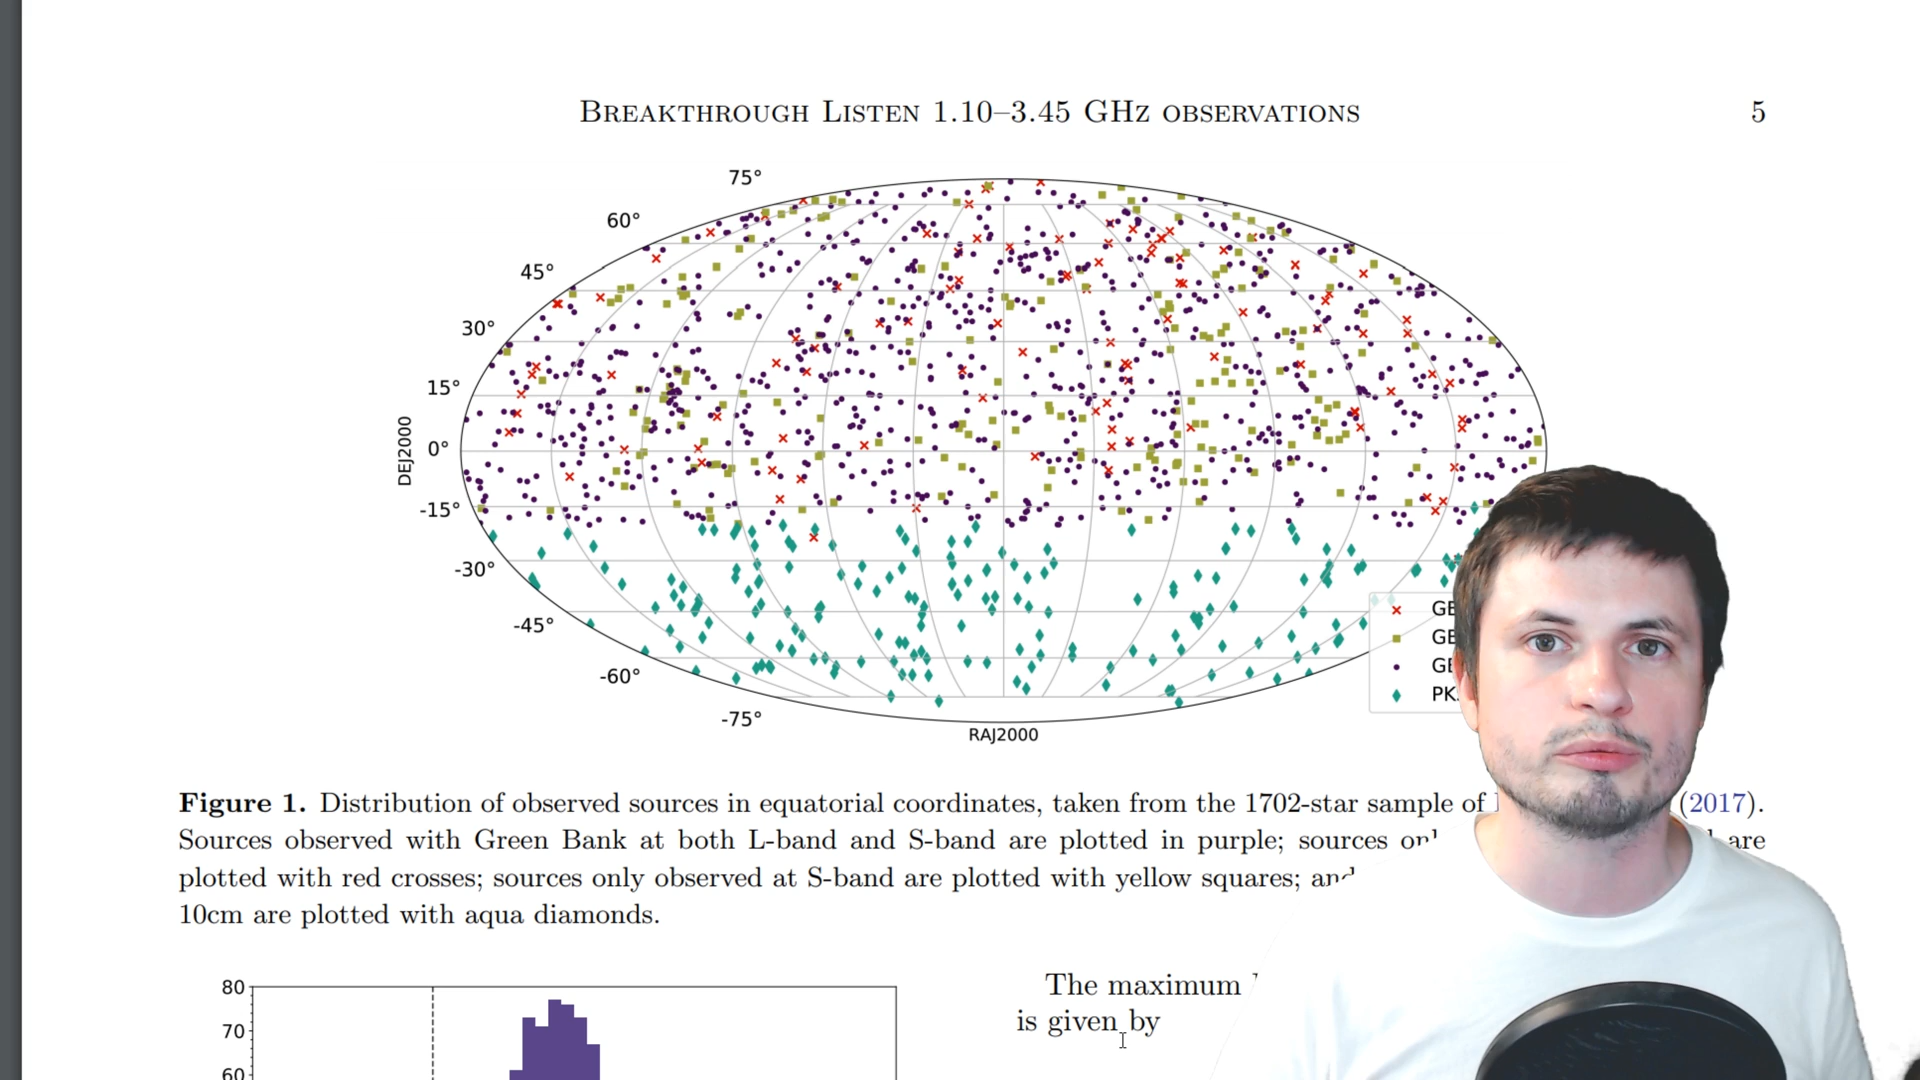 BREAKTHROUGH LISTEN 1.10–3.45 GHZ OBSERVATIONS 5
75°
60°
45°
30°
15°
0°
-15°
-30°
-45°
-60°
-75°
DEJ2000
RAJ2000
Figure 1. Distribution of observed sources in equatorial coordinates, taken from the 1702-star sample of (2017).
Sources observed with Green Bank at both L-band and S-band are plotted in purple; sources are
plotted with red crosses; sources only observed at S-band are plotted with yellow squares; and
10cm are plotted with aqua diamonds.
80
70
60
The maximum
is given by